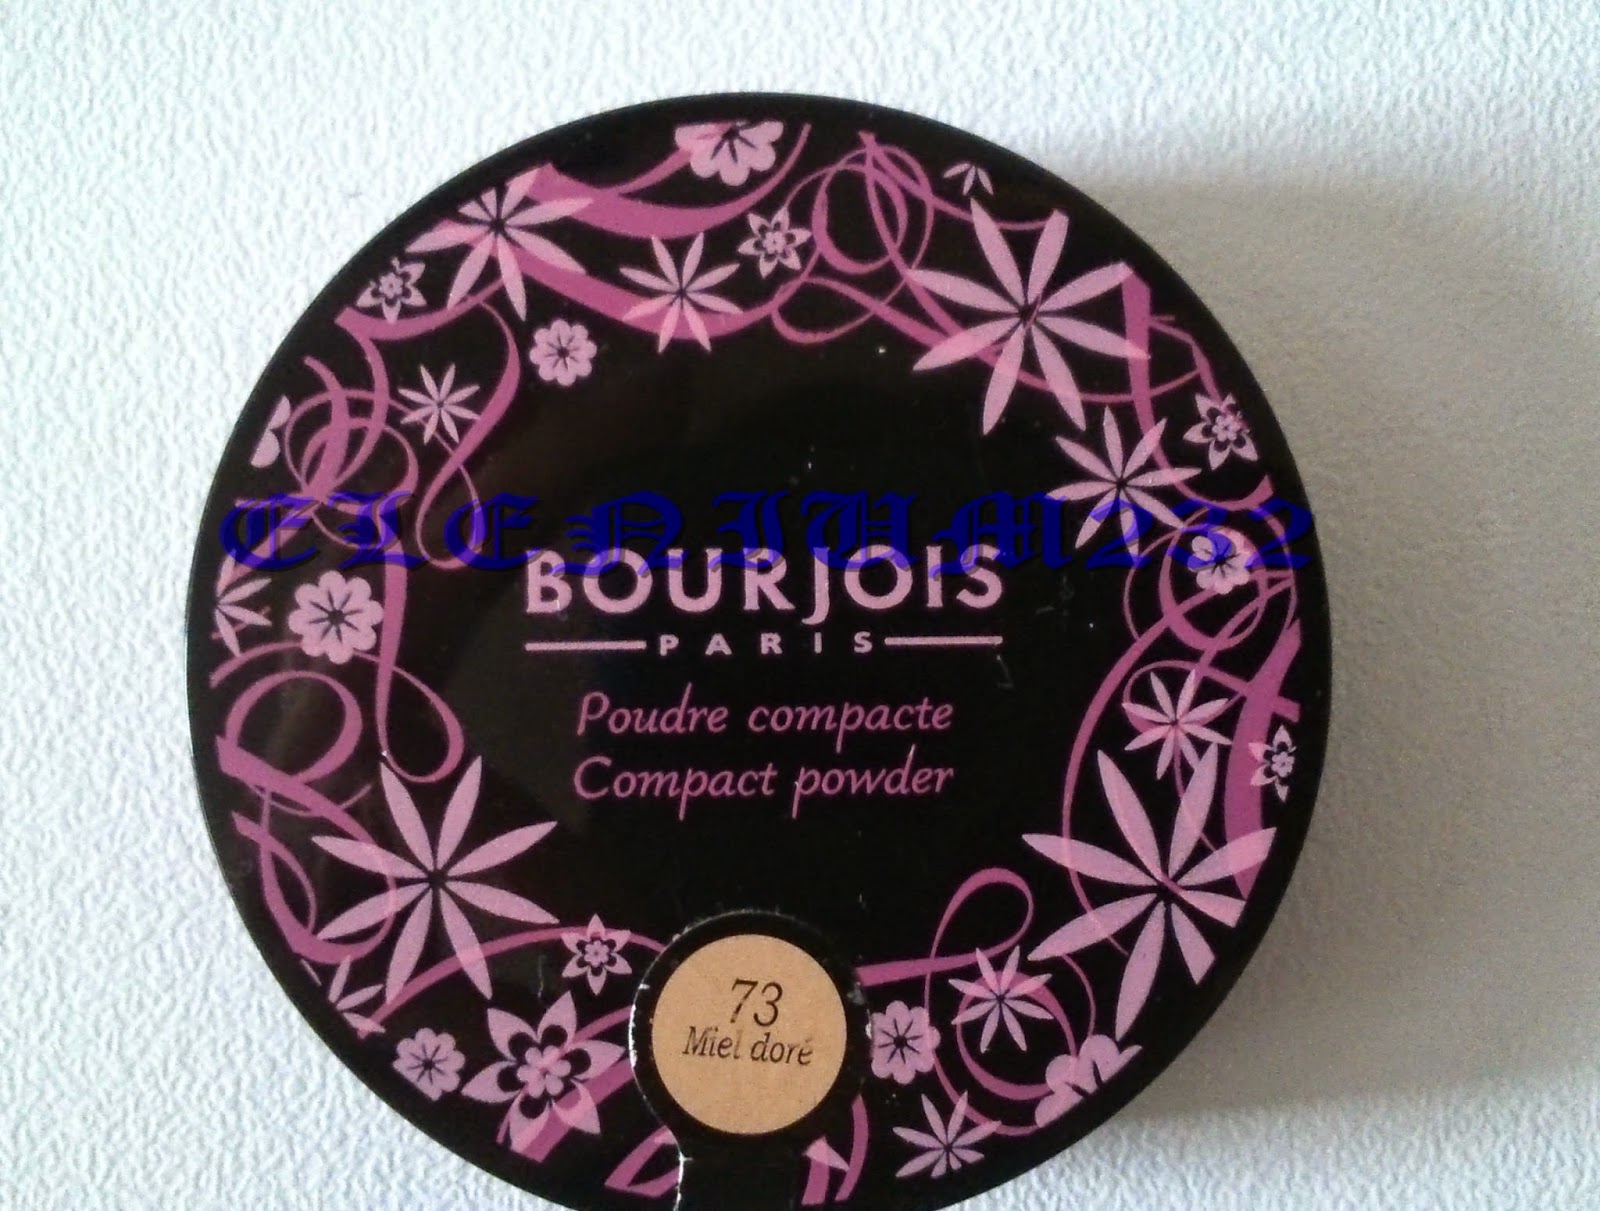 ELENIUM232
BOURJOIS
PARIS
Poudre compacte
Compact powder
73
Miel doré